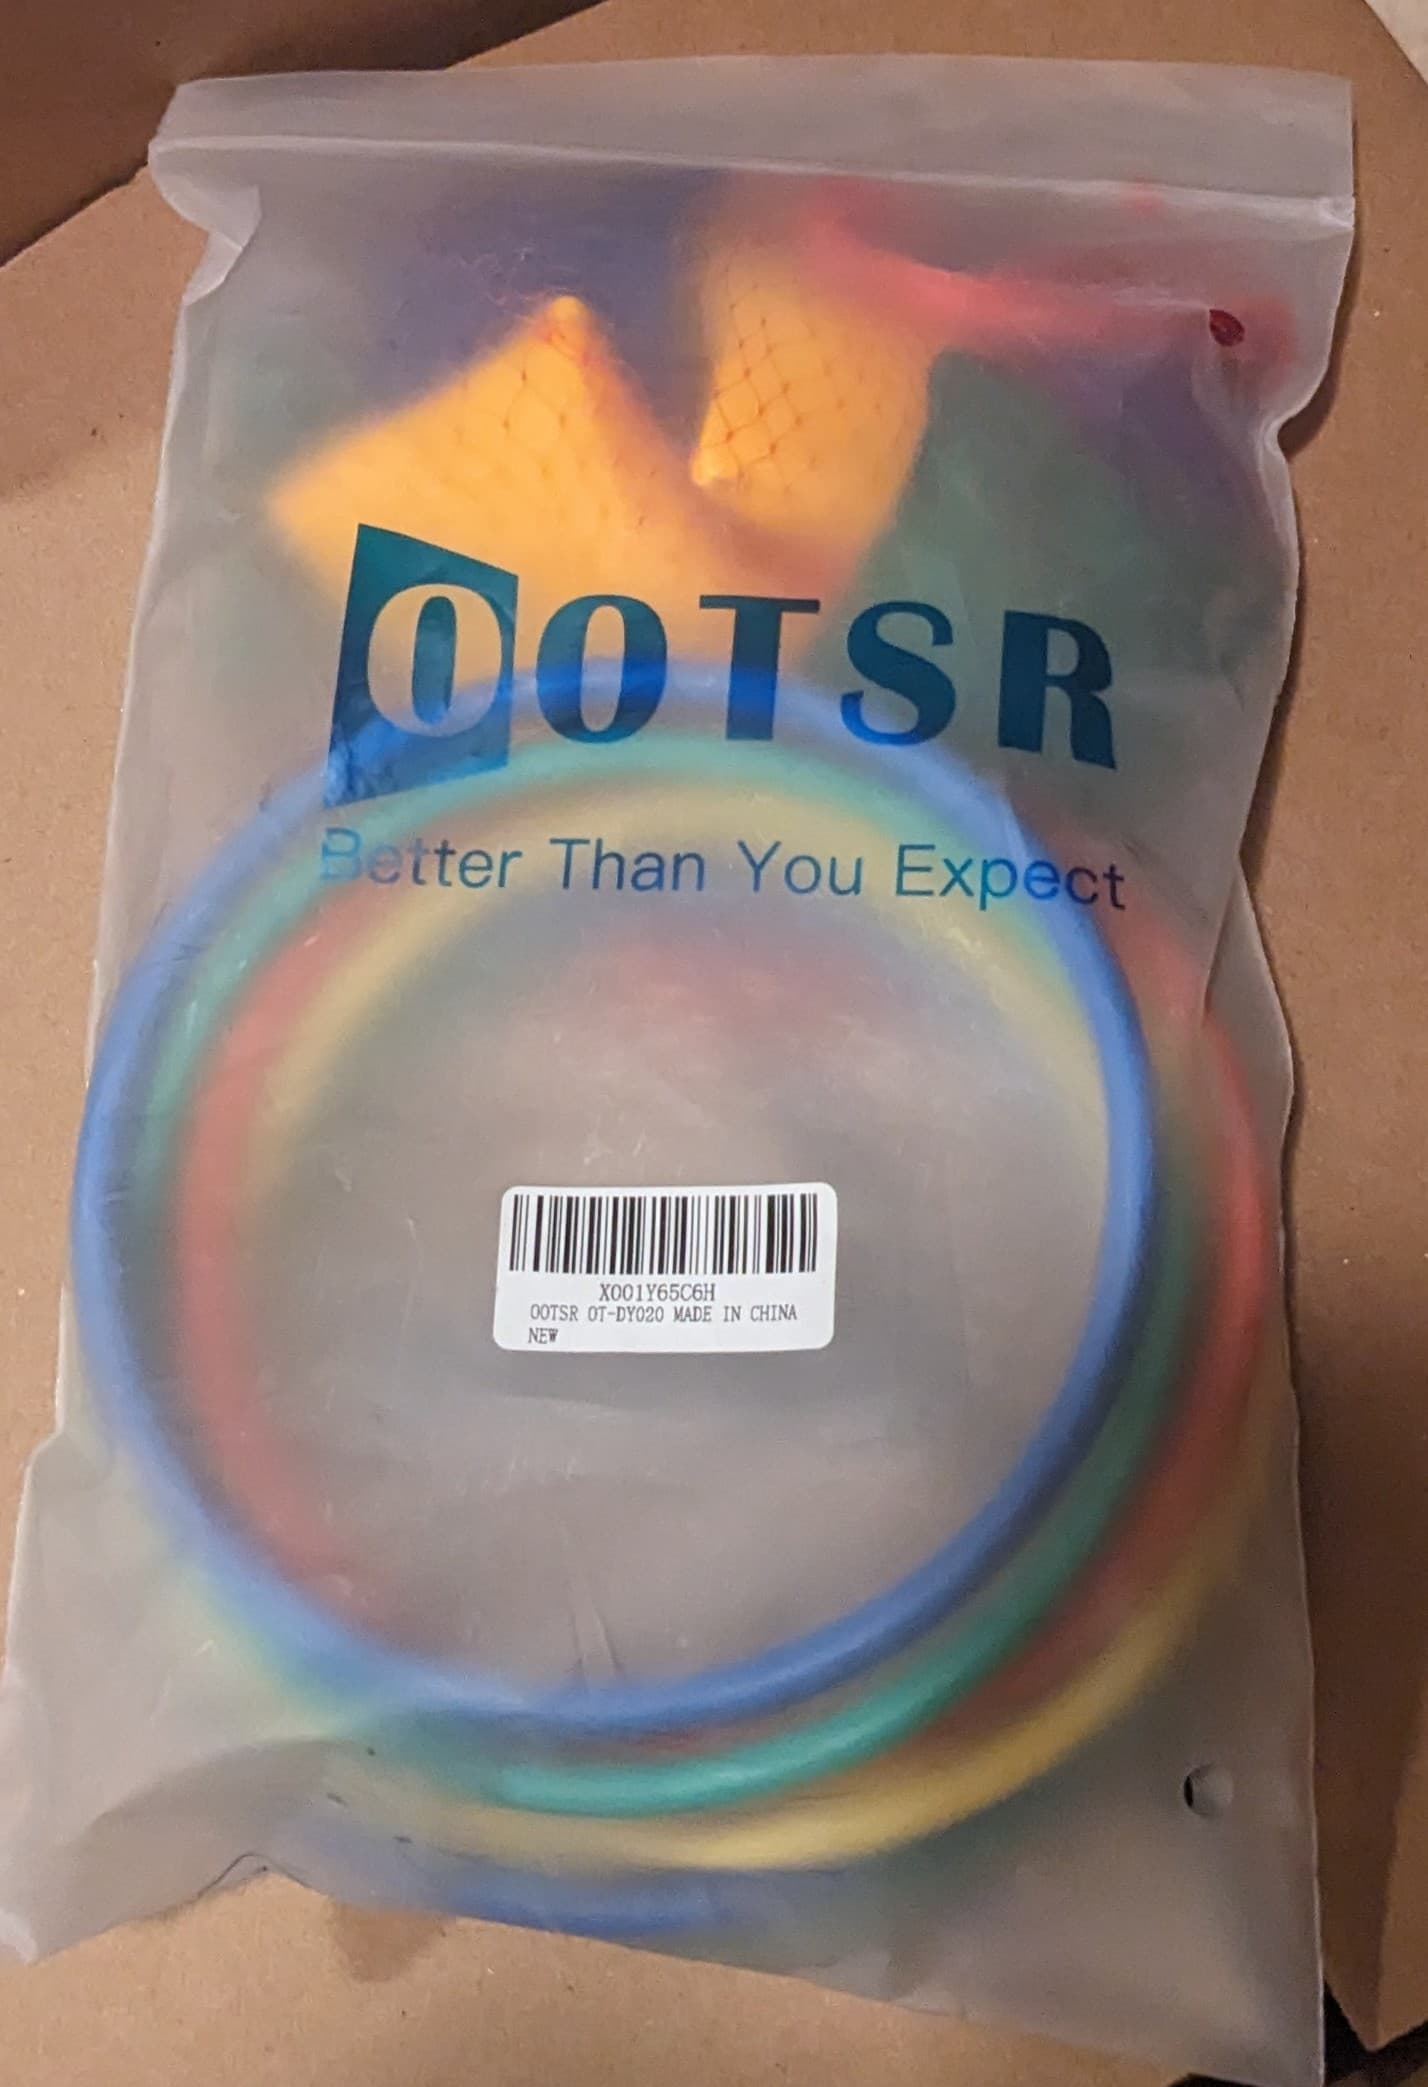 OOTSR
Better Than You Expect
X001Y65C6H
OOTSR OT-DY020 MADE IN CHINA
NEW